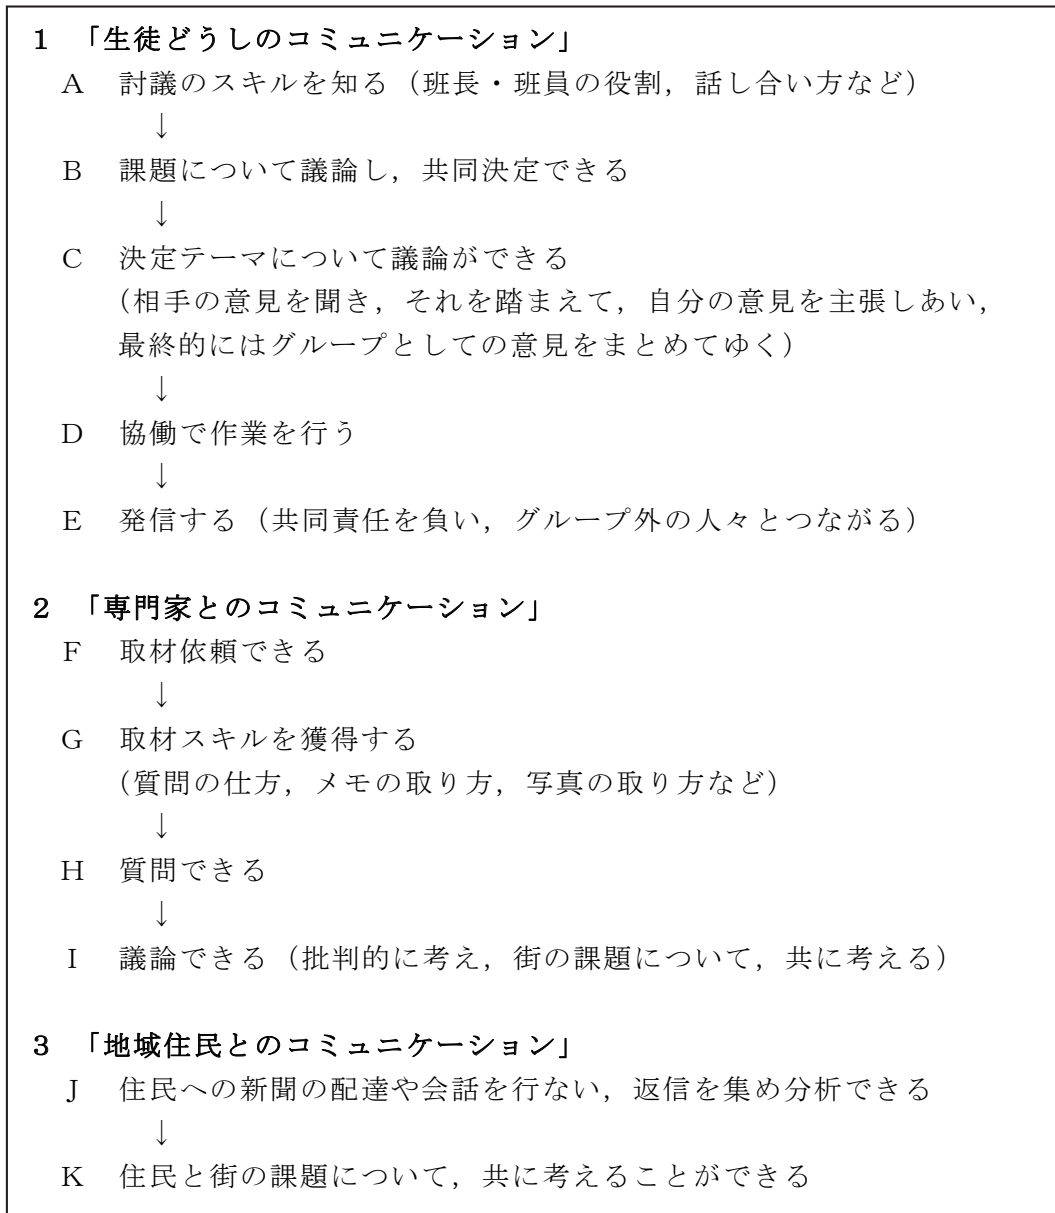 1 「生徒どうしのコミュニケーション」
A 討議のスキルを知る（班長・班員の役割，話し合い方など）
↓
B 課題について議論し，共同決定できる
↓
C 決定テーマについて議論ができる
（相手の意見を聞き，それを踏まえて，自分の意見を主張しあい，
最終的にはグループとしての意見をまとめてゆく）
↓
D 協働で作業を行う
↓
E 発信する（共同責任を負い，グループ外の人々とつながる）
2 「専門家とのコミュニケーション」
F 取材依頼できる
↓
G 取材スキルを獲得する
（質問の仕方，メモの取り方，写真の取り方など）
↓
H 質問できる
↓
I 議論できる（批判的に考え，街の課題について，共に考える）
3 「地域住民とのコミュニケーション」
J 住民への新聞の配達や会話を行ない，返信を集め分析できる
↓
K 住民と街の課題について，共に考えることができる